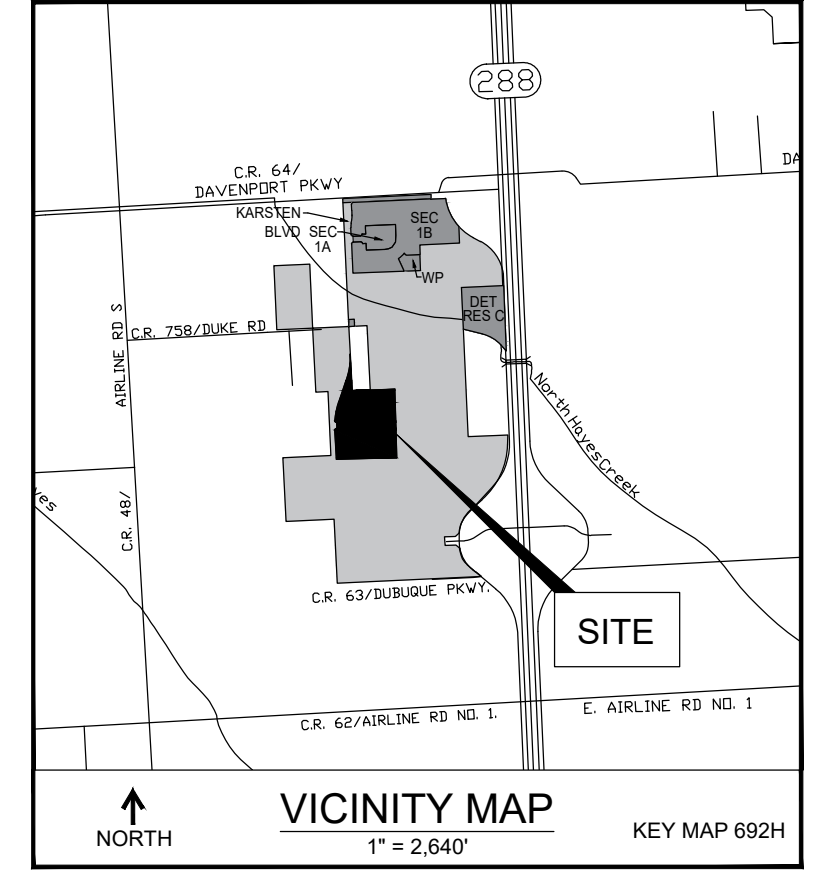 288
C.R. 64/
DAVENPORT PKWY
DA
KARSTEN
BLVD SEC
1A
SEC
1B
WP
DET
RES C
C.R. 758/DUKE RD
AIRLINE RD S
C.R. 48/
North Hayes Creek
yes
C.R. 63/DUBUQUE PKWY.
SITE
C.R. 62/AIRLINE RD NO. 1.
E. AIRLINE RD NO. 1
NORTH
VICINITY MAP
1" = 2,640'
KEY MAP 692H